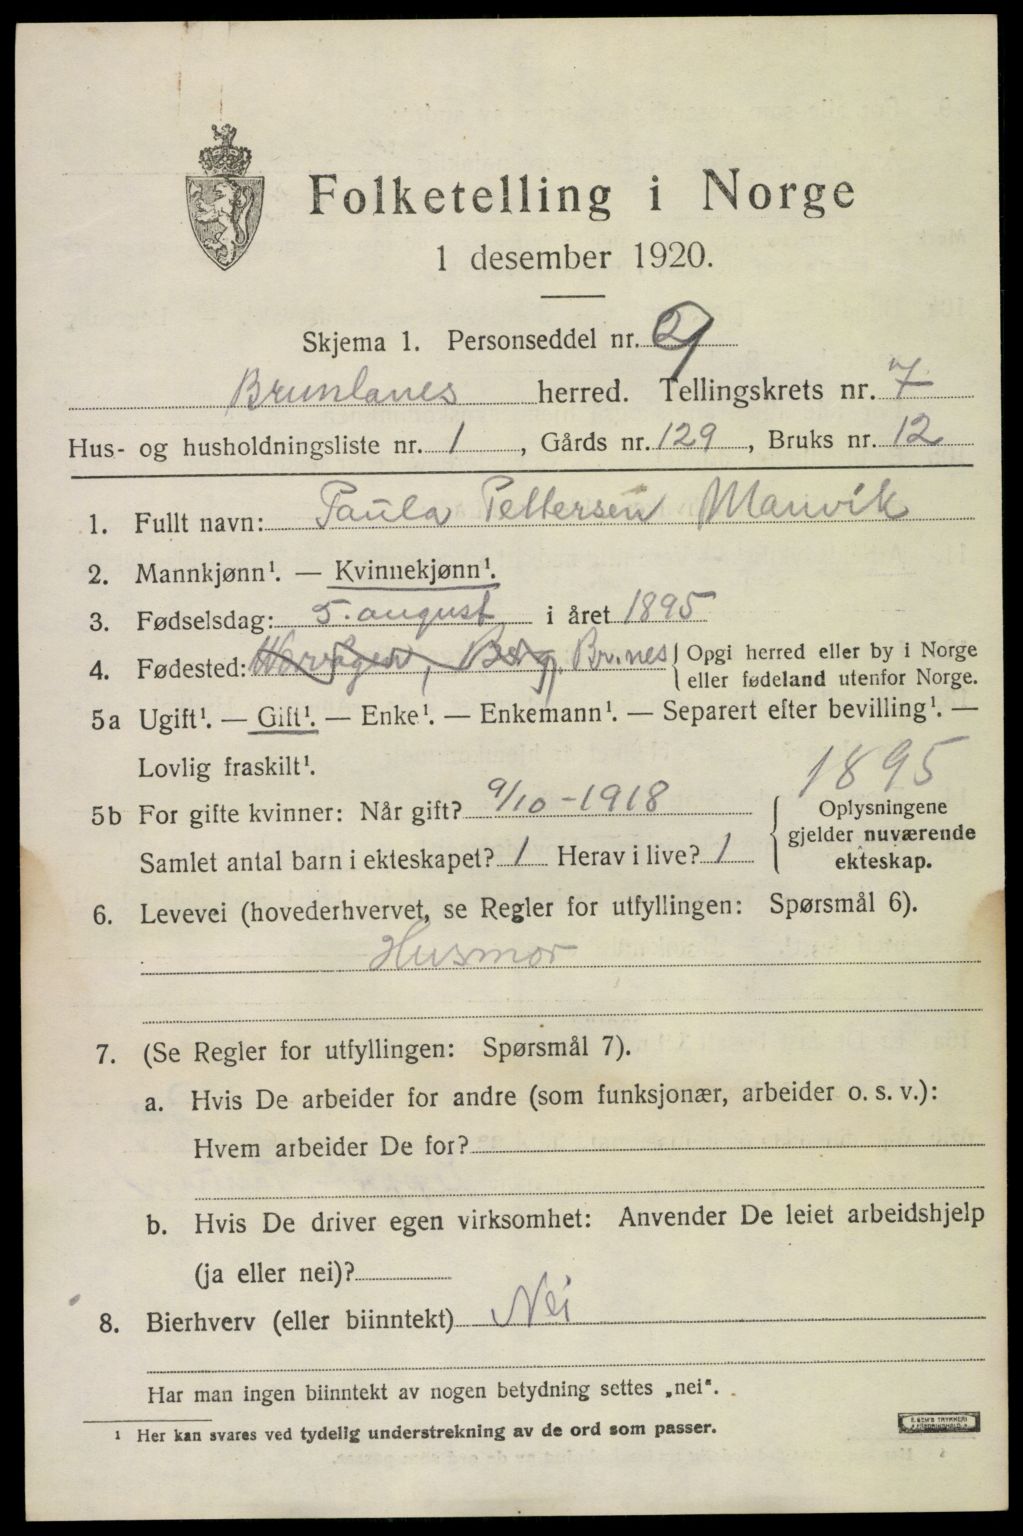 Folketelling i Norge
1 desember 1920.
Skjema 1. Personseddel nr. 2
Brunlanes herred. Tellingskrets nr. 7
Hus- og husholdningsliste nr. 1, Gårds nr. 129, Bruks nr. 12
1. Fullt navn: Paula Pettersen Manvik
2. Mannkjønn¹. — Kvinnekjønn¹.
3. Fødselsdag: 5. august i året 1895
4. Fødested: Berg, Br.nes Opgi herred eller by i Norge
eller fødeland utenfor Norge.
5a Ugift¹. — Gift¹. — Enke¹. — Enkemann¹. — Separert efter bevilling¹. —
Lovlig fraskilt¹.
1895
5b For gifte kvinner: Når gift? 9/10 - 1918 Oplysningene
gjelder nuværende
ekteskap.
Samlet antal barn i ekteskapet? 1 Herav i live? 1
6. Levevei (hovederhvervet, se Regler for utfyllingen: Spørsmål 6).
Husmor
7. (Se Regler for utfyllingen: Spørsmål 7).
a. Hvis De arbeider for andre (som funksjonær, arbeider o. s. v.):
Hvem arbeider De for?
b. Hvis De driver egen virksomhet: Anvender De leiet arbeidshjelp
(ja eller nei)?
8. Bierhverv (eller biinntekt) Nei
Har man ingen biinntekt av nogen betydning settes „nei".
¹ Her kan svares ved tydelig understrekning av de ord som passer.